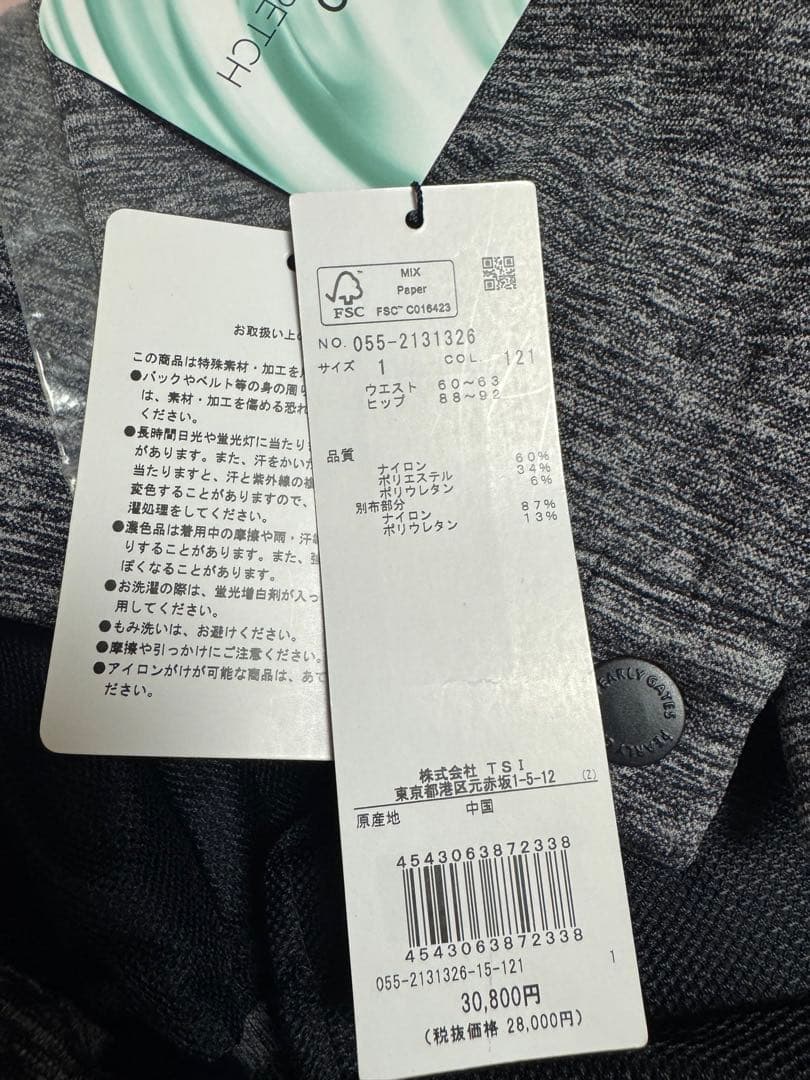 RETCH
MIX
Paper
FSC
FSC™ C016423
NO. 055-2131326
サイズ 1 COL. 121
ウエスト 60～63
ヒップ 88～92
品質
ナイロン 60%
ポリエステル 34%
ポリウレタン 6%
別布部分
ナイロン 87%
ポリウレタン 13%
株式会社 TSI
東京都港区元赤坂1-5-12 (2)
原産地 中国
4543063872338
4543063872338
055-2131326-15-121 1
30,800円
(税抜価格 28,000円)
お取扱い上の
この商品は特殊素材・加工を
●バックやベルト等の身の周り
は、素材・加工を傷める恐れ
ください。
●長時間日光や蛍光灯に当たり
があります。また、汗をかいた
当たりますと、汗と紫外線の複
変色することがありますので、
濯処理をしてください。
●濃色品は着用中の摩擦や雨・汗
りすることがあります。また、強
ぽくなることがあります。
●お洗濯の際は、蛍光増白剤が入っ
用してください。
●もみ洗いは、お避けください。
●摩擦や引っかけにご注意ください。
●アイロンがけが可能な商品は、あて
ださい。
PEARLY GATES PEARLY